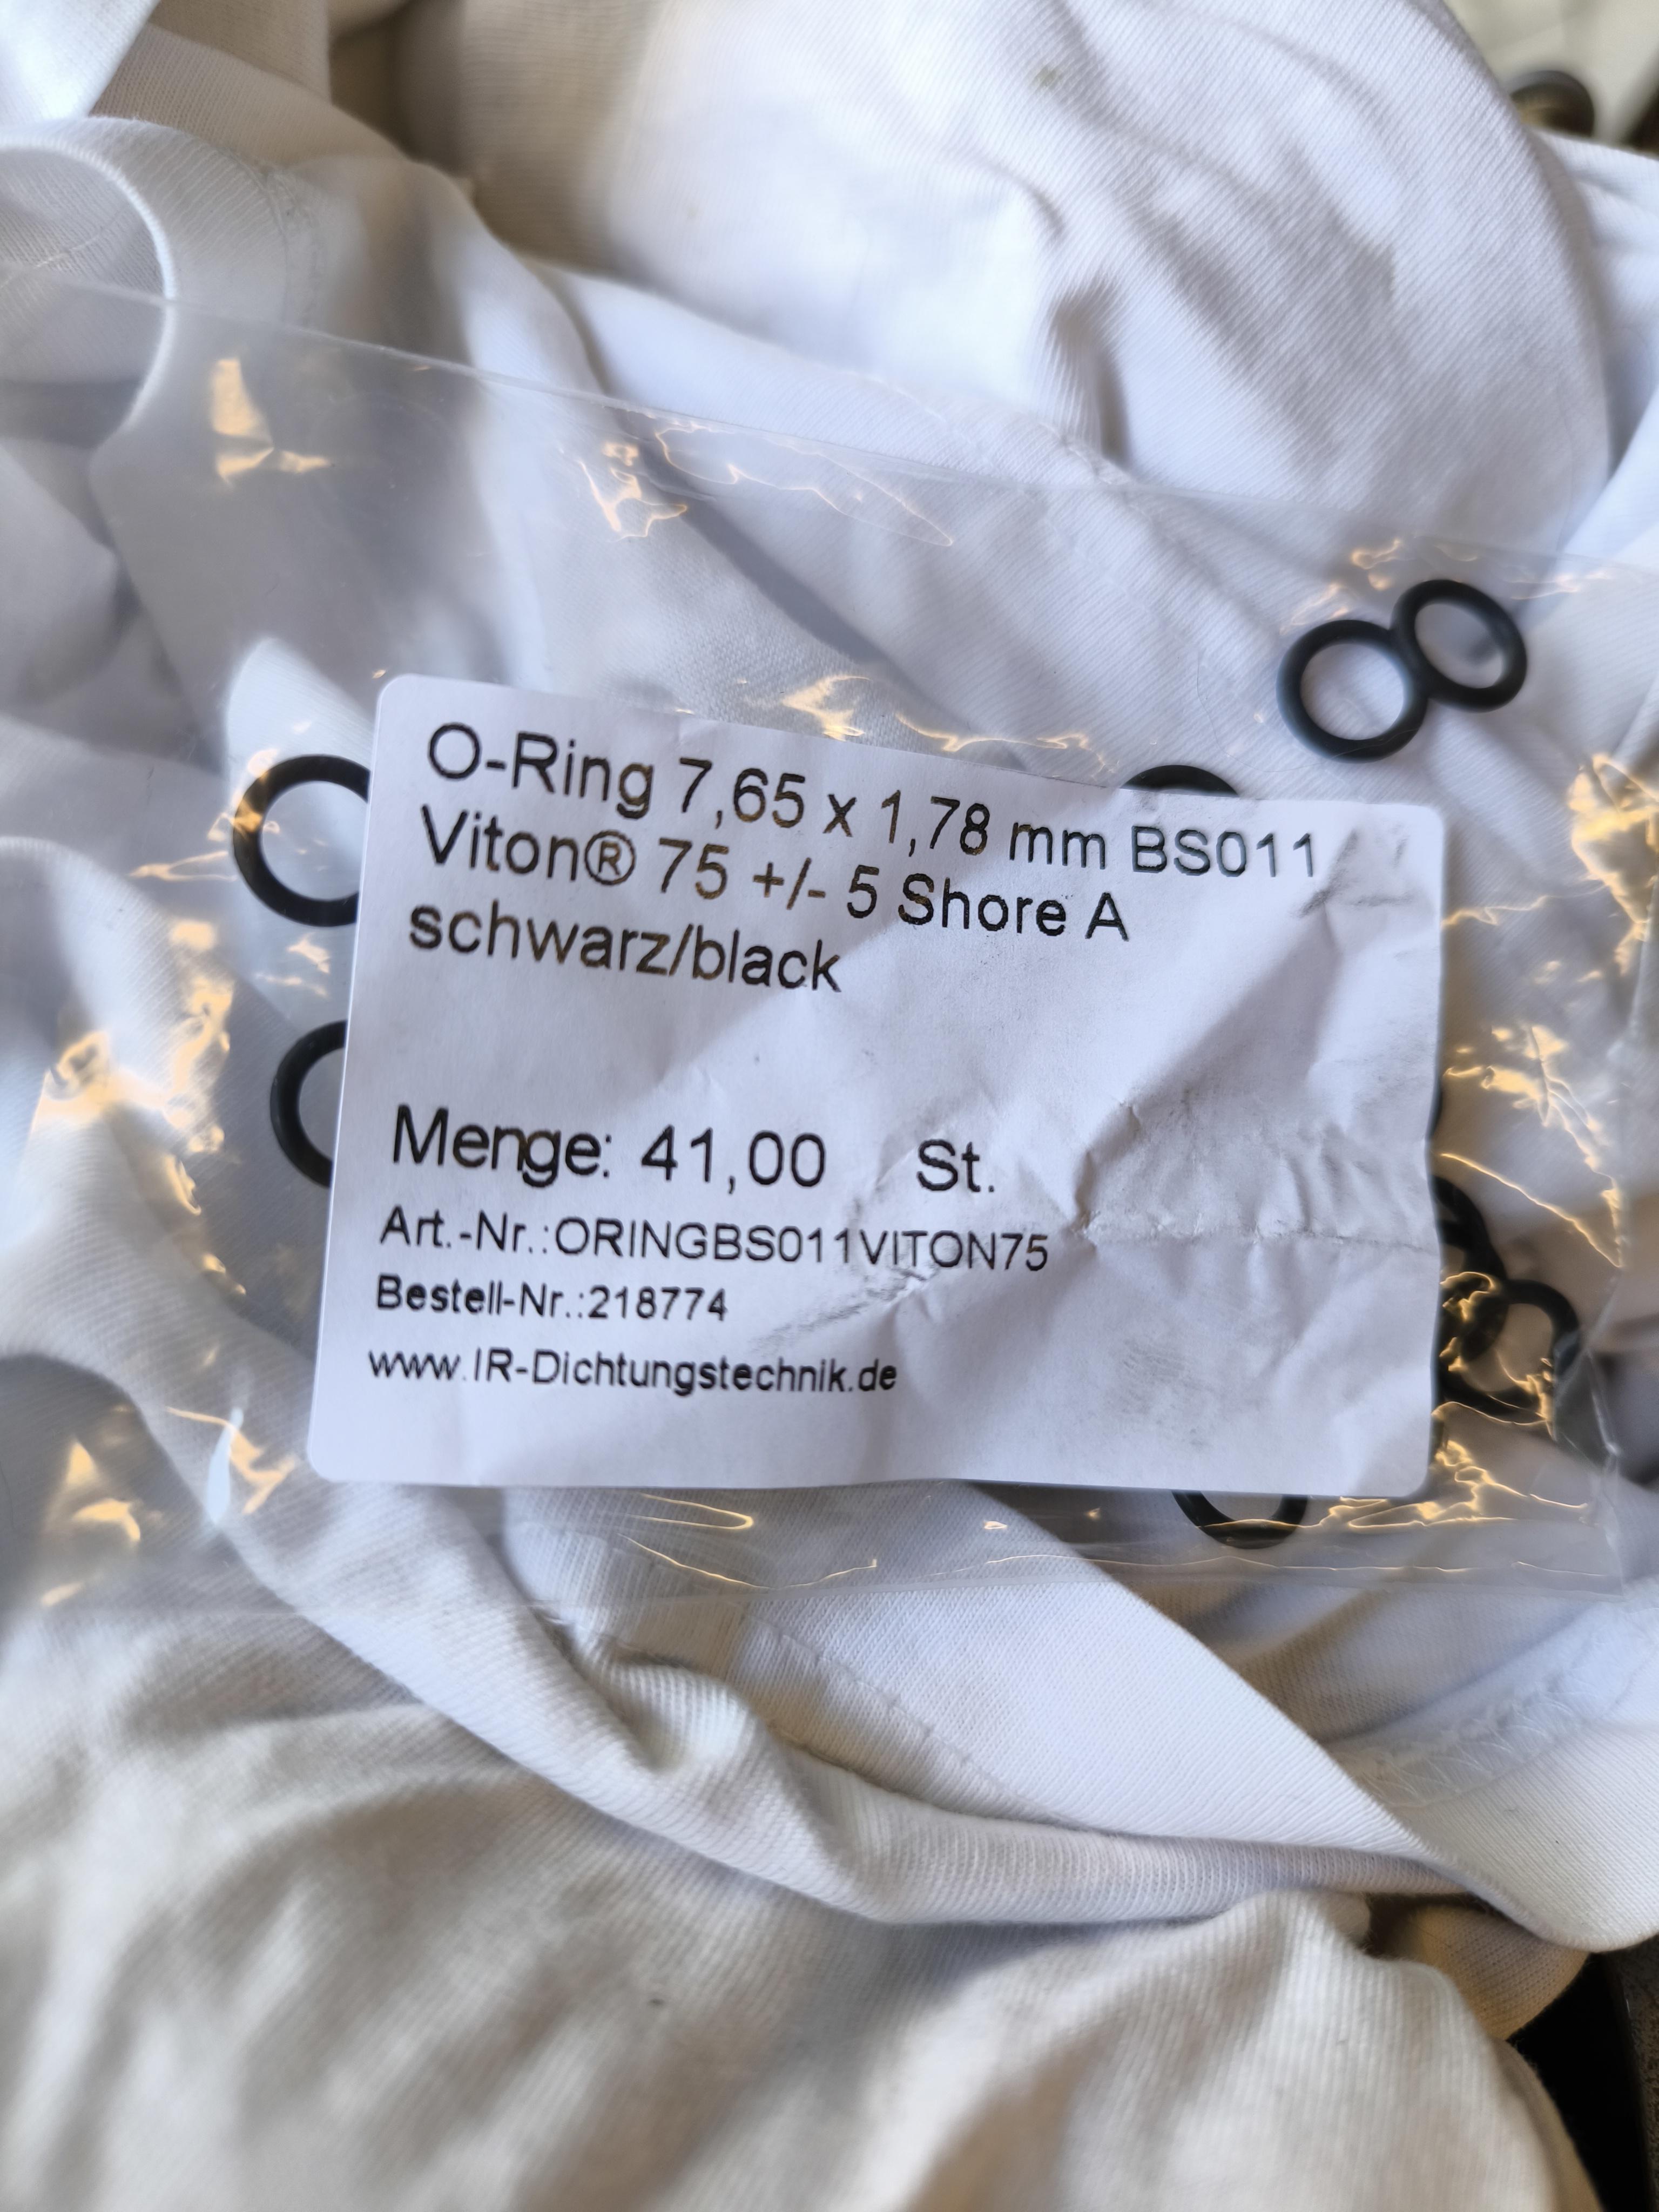 O-Ring 7,65 x 1,78 mm BS011
Viton® 75 +/- 5 Shore A
schwarz/black
Menge: 41,00 St.
Art.-Nr.:ORINGBS011VITON75
Bestell-Nr.:218774
www.IR-Dichtungstechnik.de